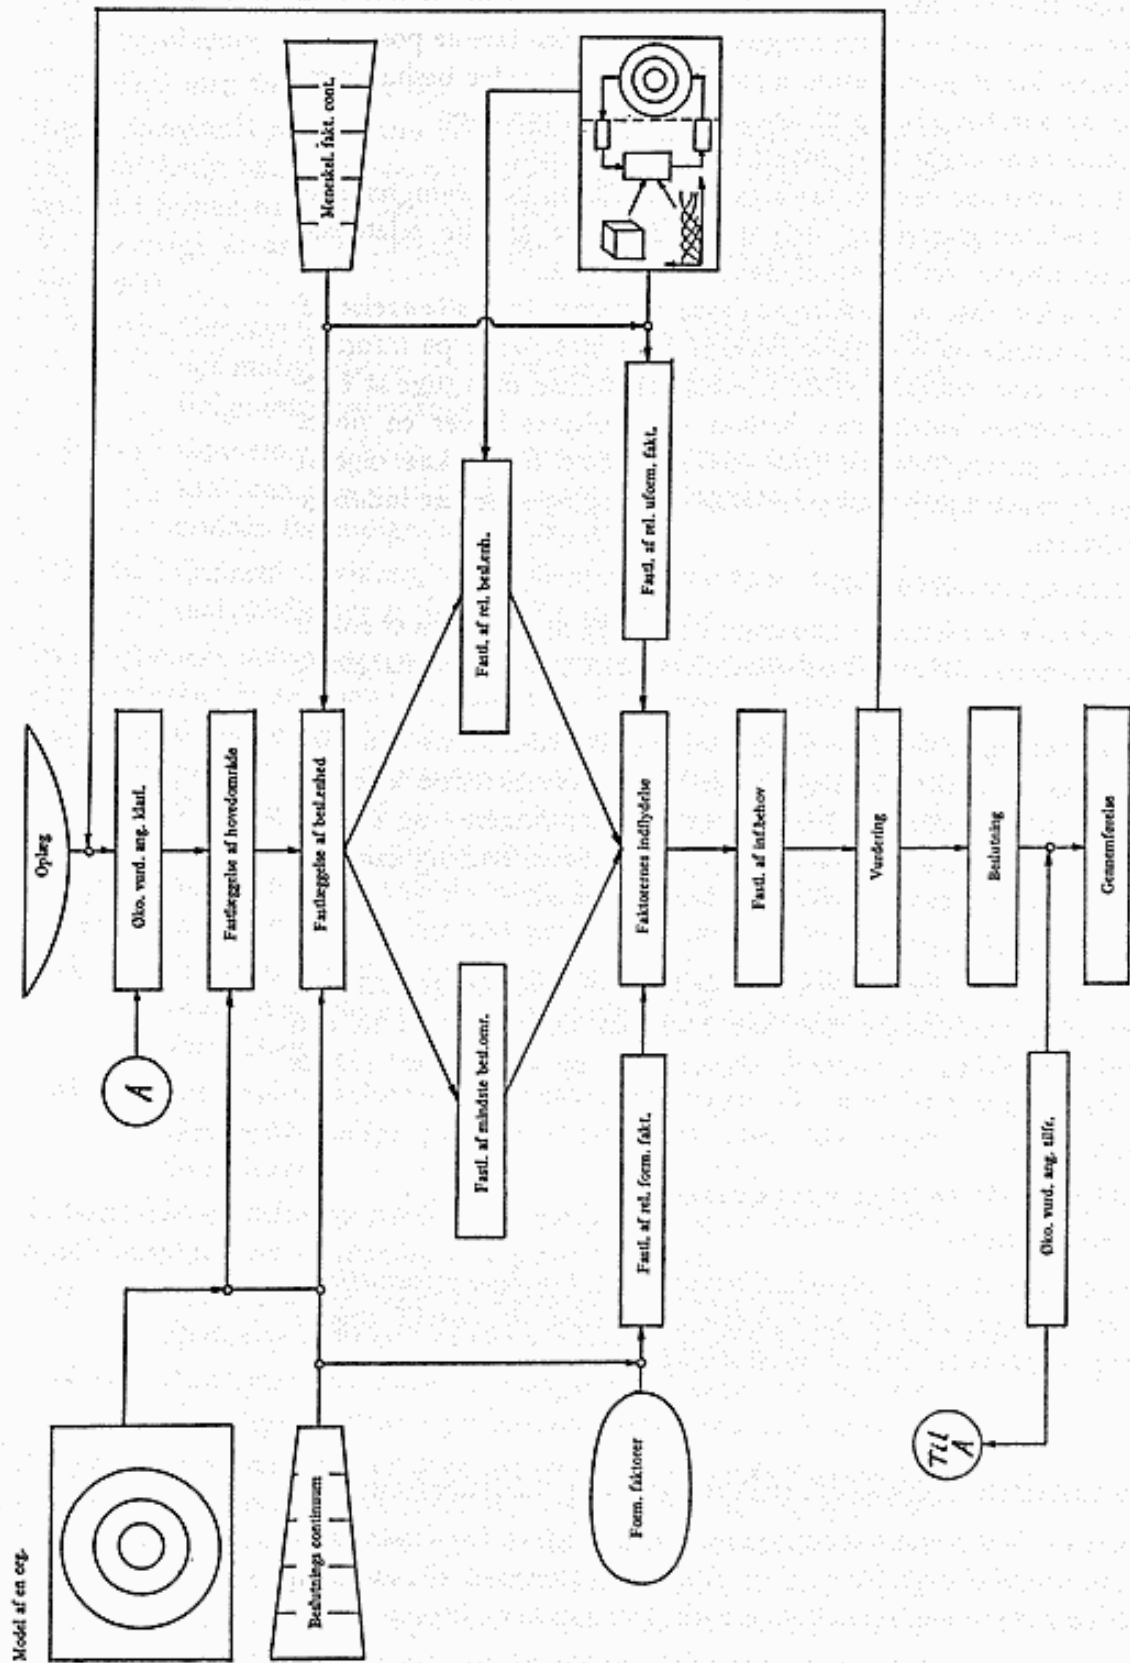 Model af en org.
Oplæg
Øko. vurd. ang. klarl.
A
Fastlæggelse af hovedområde
Fastlæggelse af besl.enhed
Beslutnings continuum
Meneskel. fakt. cont.
Fastl. af mindste besl.omr.
Fastl. af rel. besl.enh.
Form. faktorer
Fastl. af rel. form. fakt.
Faktorernes indflydelse
Fastl. af rel. uform. fakt.
Fastl. af inf.behov
Vurdering
Beslutning
Til
A
Øko. vurd. ang. tilfr.
Gennemførelse